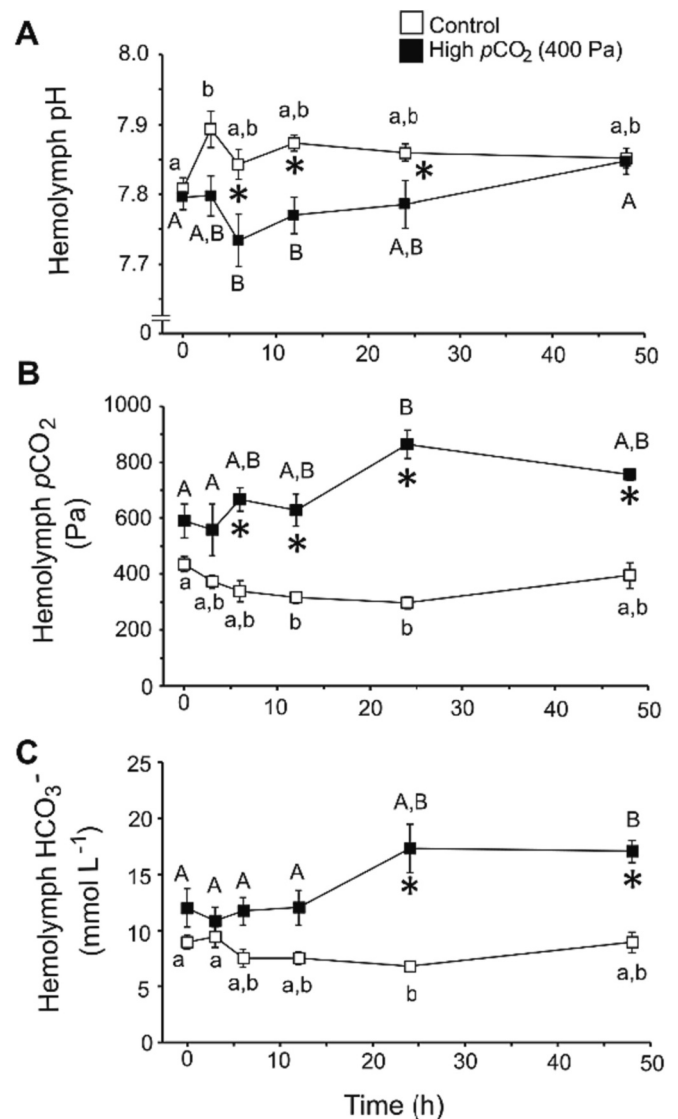 A
Control
High pCO₂ (400 Pa)
Hemolymph pH
8.0
7.9
7.8
7.7
0
b
a,b
a,b
a,b
a,b
a
*
*
*
A
A,B
B
B
A,B
A
0
10
20
30
40
50
B
Hemolymph pCO₂
(Pa)
1000
800
600
400
200
0
A
A
A,B
A,B
B
A,B
*
*
*
*
a
a,b
a,b
b
b
a,b
0
10
20
30
40
50
C
Hemolymph HCO₃⁻
(mmol L⁻¹)
25
20
15
10
5
0
A
A
A
A
A,B
B
*
*
a
a
a,b
a,b
b
a,b
0
10
20
30
40
50
Time (h)